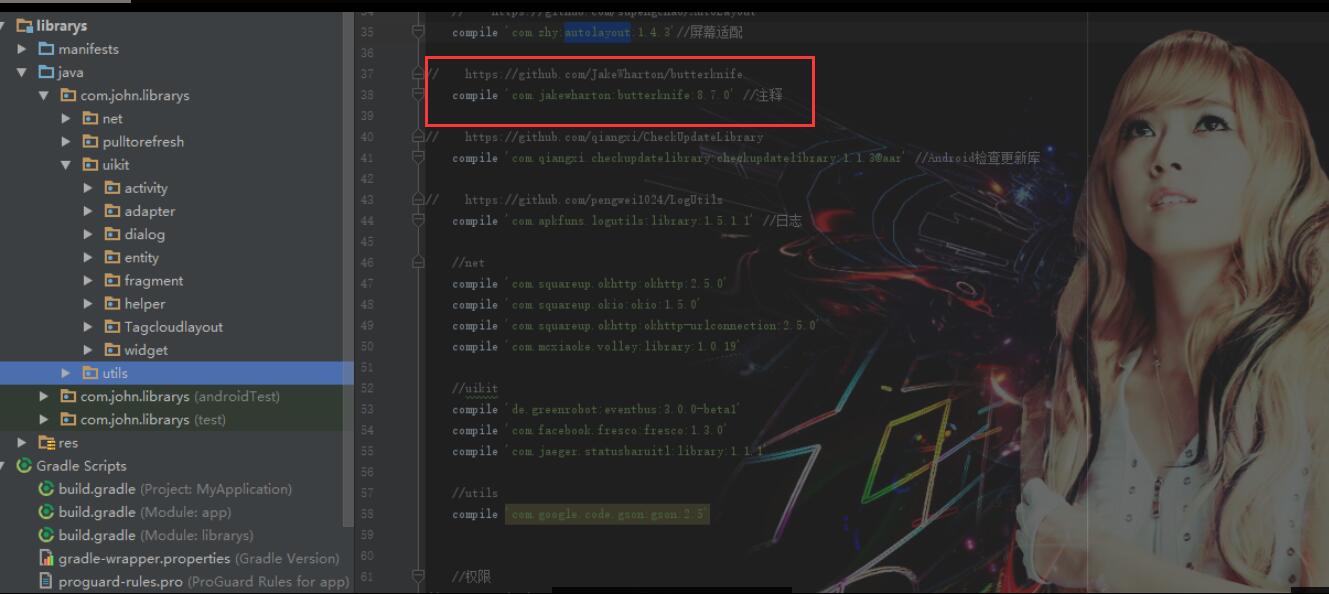 librarys
manifests
java
com.john.librarys
net
pulltorefresh
uikit
activity
adapter
dialog
entity
fragment
helper
Tagcloudlayout
widget
utils
com.john.librarys (androidTest)
com.john.librarys (test)
res
Gradle Scripts
build.gradle (Project: MyApplication)
build.gradle (Module: app)
build.gradle (Module: librarys)
gradle-wrapper.properties (Gradle Version)
proguard-rules.pro (ProGuard Rules for app)
34 //
35 compile 'com.zhy:autolayout:1.4.3'//屏幕适配
36
37 // https://github.com/JakeWharton/butterknife
38 compile 'com.jakewharton:butterknife:8.7.0' //注释
39
40 // https://github.com/qiangxi/CheckUpdateLibrary
41 compile 'com.qiangxi.checkupdatelibrary:checkupdatelibrary:1.1.3@aar' //Android检查更新库
42
43 // https://github.com/pengwei1024/LogUtils
44 compile 'com.apkfuns.logutils:library:1.5.1.1' //日志
45
46 //net
47 compile 'com.squareup.okhttp:okhttp:2.5.0'
48 compile 'com.squareup.okio:okio:1.5.0'
49 compile 'com.squareup.okhttp:okhttp-urlconnection:2.5.0'
50 compile 'com.mcxiaoke.volley:library:1.0.19'
51
52 //uikit
53 compile 'de.greenrobot:eventbus:3.0.0-beta1'
54 compile 'com.facebook.fresco:fresco:1.3.0'
55 compile 'com.jaeger.statusbaruitl:library:1.1.1'
56
57 //utils
58 compile 'com.google.code.gson:gson:2.5'
59
60
61 //权限